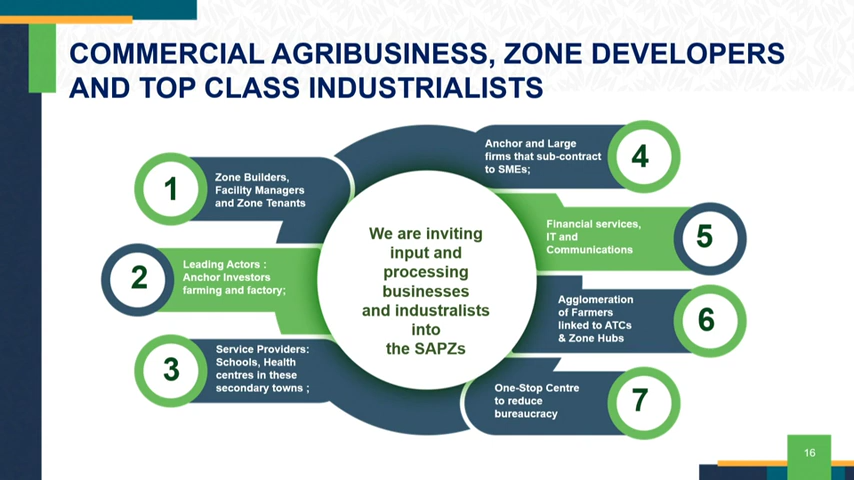 COMMERCIAL AGRIBUSINESS, ZONE DEVELOPERS
AND TOP CLASS INDUSTRIALISTS
1
Zone Builders,
Facility Managers
and Zone Tenants
2
Leading Actors :
Anchor Investors
farming and factory;
3
Service Providers:
Schools, Health
centres in these
secondary towns ;
We are inviting
input and
processing
businesses
and industralists
into
the SAPZs
Anchor and Large
firms that sub-contract
to SMEs;
4
Financial services,
IT and
Communications
5
Agglomeration
of Farmers
linked to ATCs
& Zone Hubs
6
One-Stop Centre
to reduce
bureaucracy
7
16